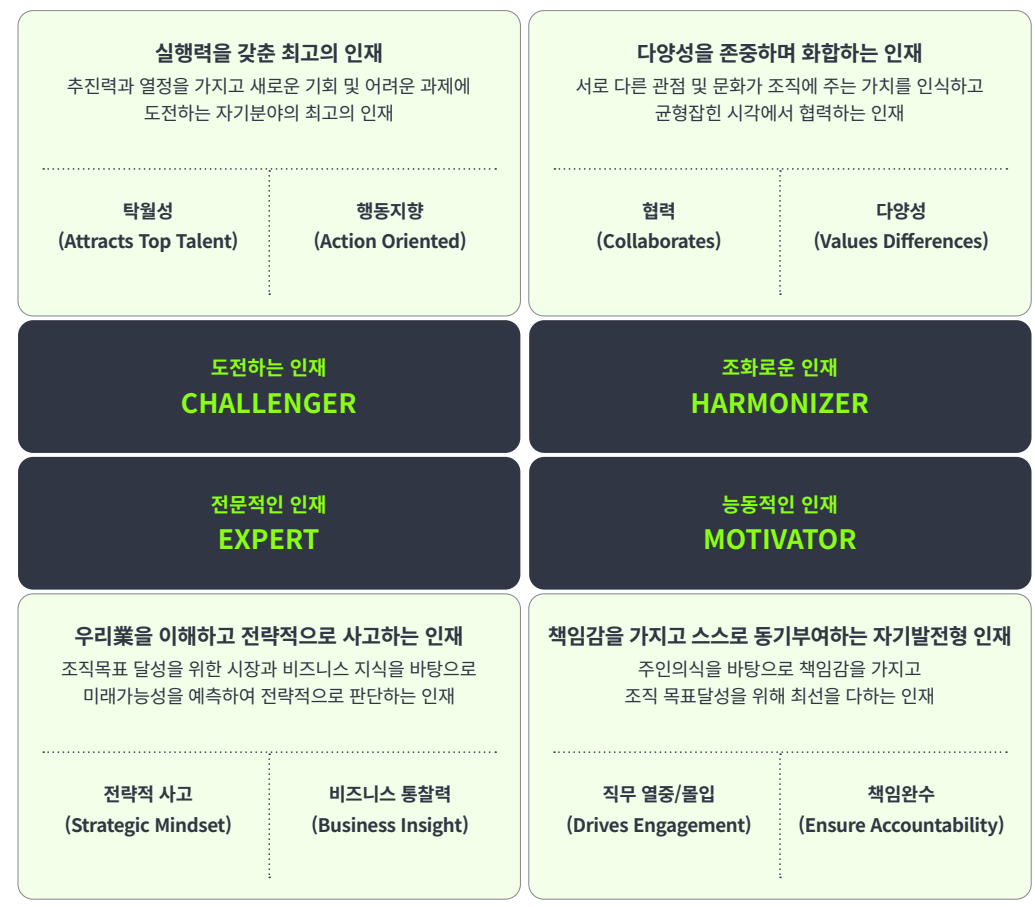 실행력을 갖춘 최고의 인재
추진력과 열정을 가지고 새로운 기회 및 어려운 과제에
도전하는 자기분야의 최고의 인재
탁월성
(Attracts Top Talent)
행동지향
(Action Oriented)
다양성을 존중하며 화합하는 인재
서로 다른 관점 및 문화가 조직에 주는 가치를 인식하고
균형잡힌 시각에서 협력하는 인재
협력
(Collaborates)
다양성
(Values Differences)
도전하는 인재
CHALLENGER
조화로운 인재
HARMONIZER
전문적인 인재
EXPERT
능동적인 인재
MOTIVATOR
우리業을 이해하고 전략적으로 사고하는 인재
조직목표 달성을 위한 시장과 비즈니스 지식을 바탕으로
미래가능성을 예측하여 전략적으로 판단하는 인재
전략적 사고
(Strategic Mindset)
비즈니스 통찰력
(Business Insight)
책임감을 가지고 스스로 동기부여하는 자기발전형 인재
주인의식을 바탕으로 책임감을 가지고
조직 목표달성을 위해 최선을 다하는 인재
직무 열중/몰입
(Drives Engagement)
책임완수
(Ensure Accountability)